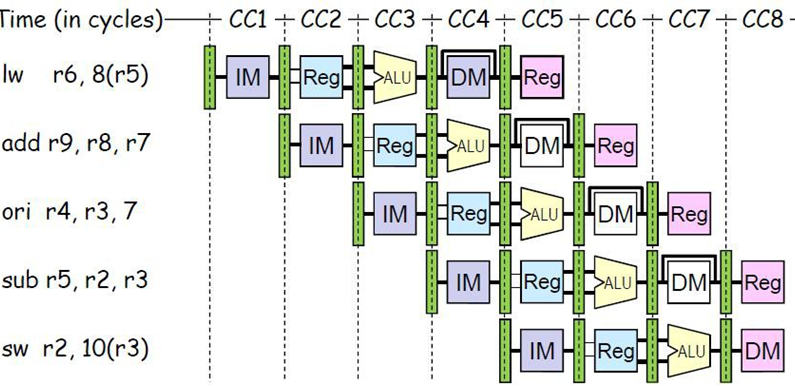 Time (in cycles) CC1 CC2 CC3 CC4 CC5 CC6 CC7 CC8
lw r6, 8(r5) IM Reg ALU DM Reg
add r9, r8, r7 IM Reg ALU DM Reg
ori r4, r3, 7 IM Reg ALU DM Reg
sub r5, r2, r3 IM Reg ALU DM Reg
sw r2, 10(r3) IM Reg ALU DM